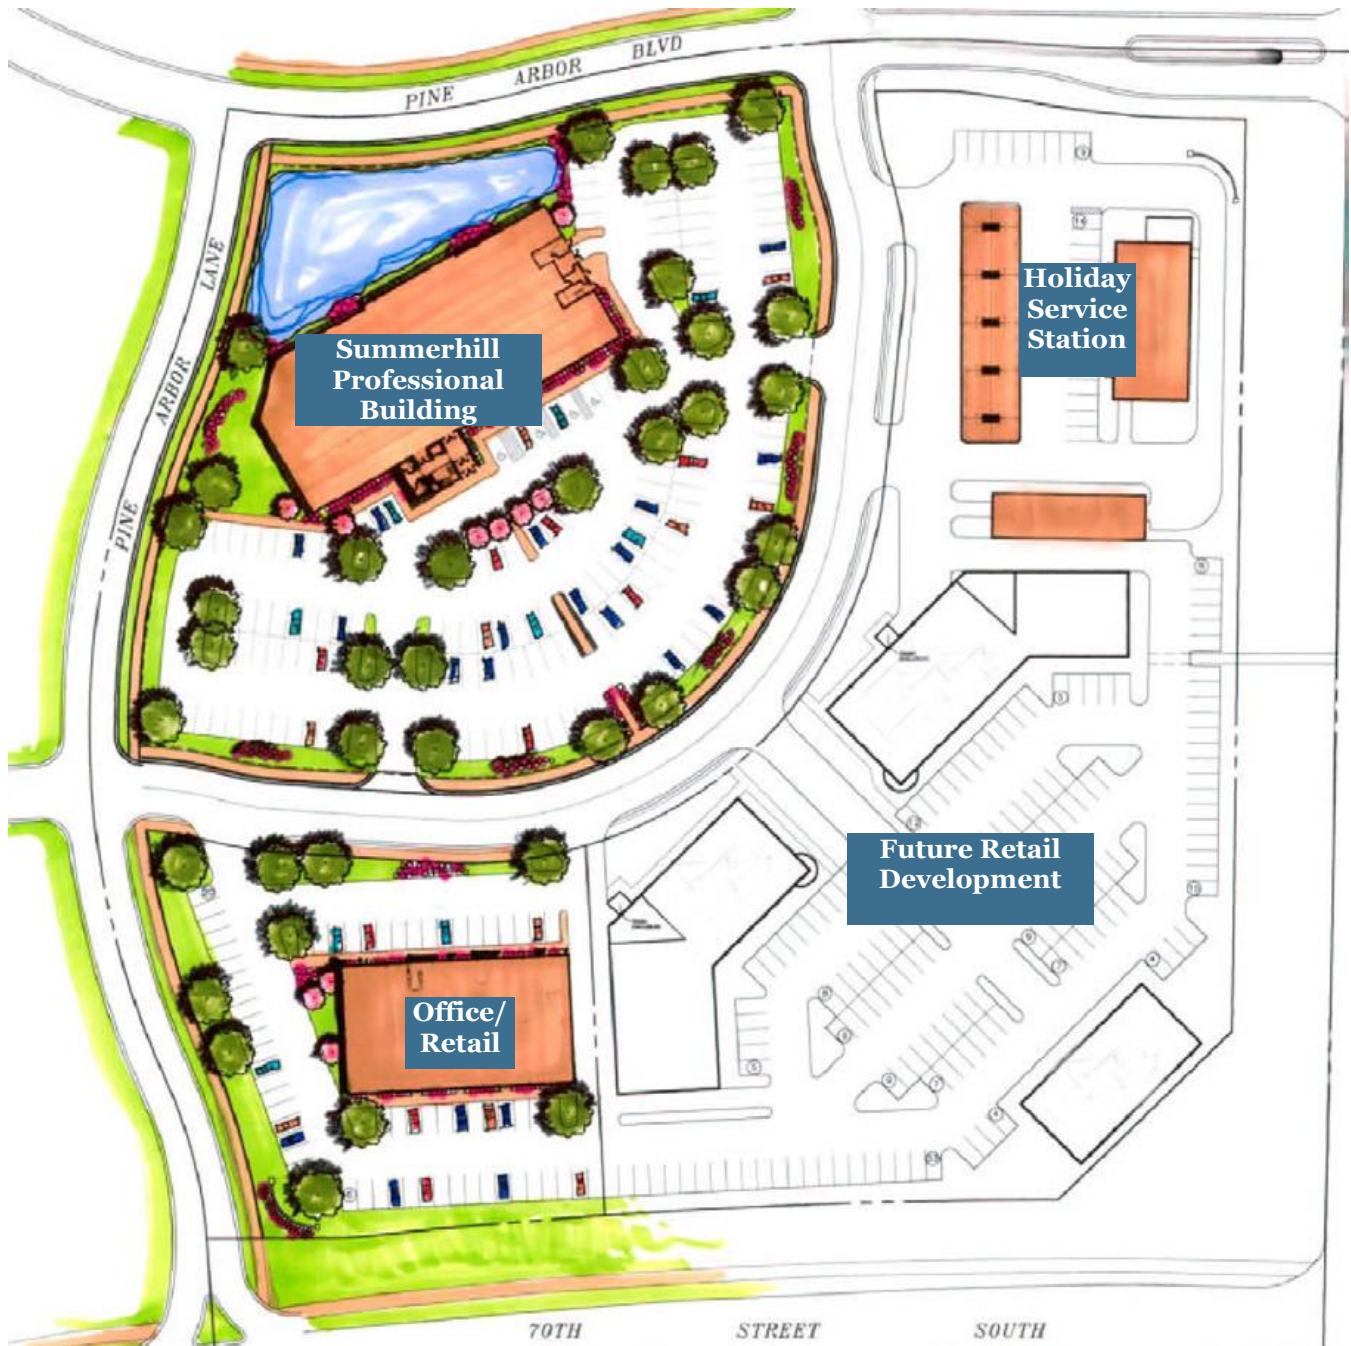 PINE ARBOR BLVD
PINE ARBOR LANE
Summerhill
Professional
Building
Holiday
Service
Station
Future Retail
Development
Office/
Retail
70TH STREET SOUTH